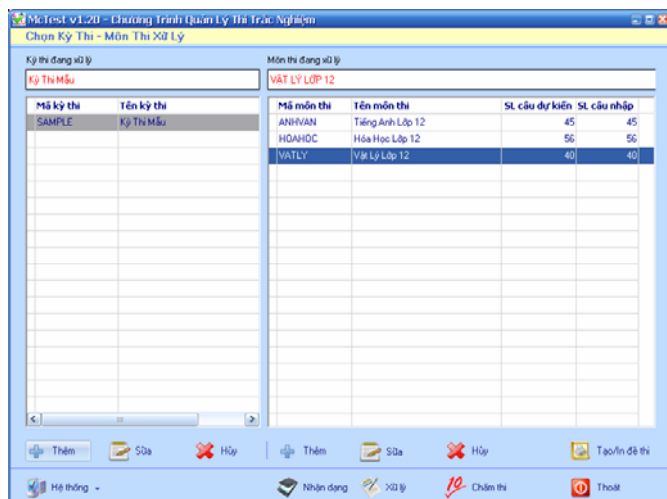 McTest v1.20 - Chương Trình Quản Lý Thi Trắc Nghiệm
Chọn Kỳ Thi - Môn Thi Xử Lý
Kỳ thi đang xử lý
Kỳ Thi Mẫu
Mã kỳ thi Tên kỳ thi
SAMPLE Kỳ Thi Mẫu
Môn thi đang xử lý
VẬT LÝ LỚP 12
Mã môn thi Tên môn thi SL câu dự kiến SL câu nhập
ANHVAN Tiếng Anh Lớp 12 45 45
HOAHOC Hóa Học Lớp 12 56 56
VATLY Vật Lý Lớp 12 40 40
Thêm Sửa Hủy Thêm Sửa Hủy Tạo/In đề thi
Hệ thống Nhận dạng Xử lý 10 Chấm thi Thoát